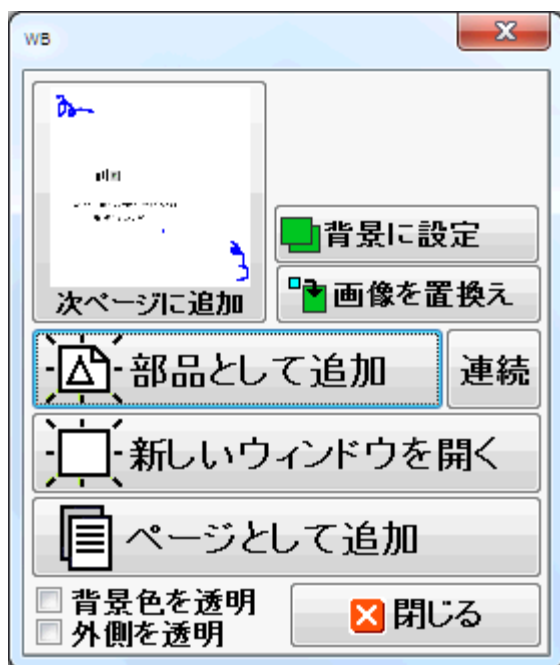 WB
次ページに追加
背景に設定
画像を置換え
部品として追加
連続
新しいウィンドウを開く
ページとして追加
背景色を透明
外側を透明
閉じる